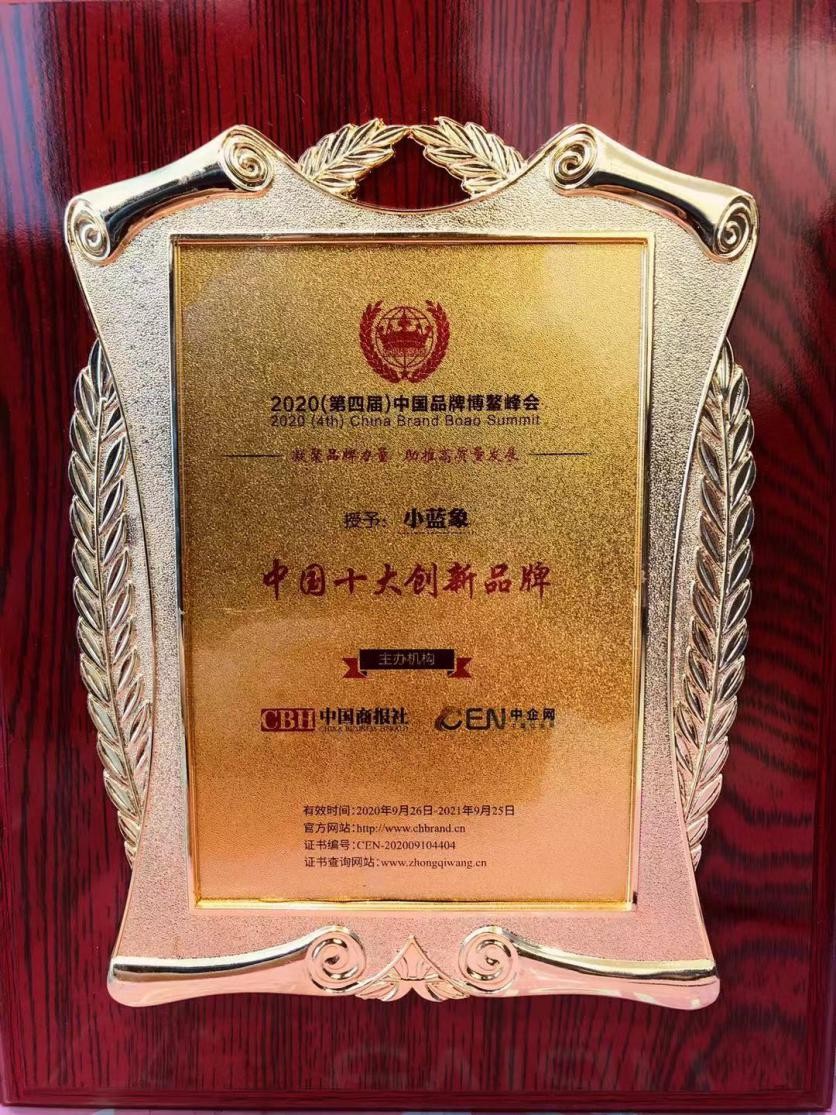 2020(第四届)中国品牌博鳌峰会
2020 (4th) China Brand Boao Summit
凝聚品牌力量 助推高质量发展
授予：小蓝象
中国十大创新品牌
主办机构
CBH 中国商报社 CEN 中企网
CHINA BUSINESS HERALD
有效时间:2020年9月26日-2021年9月25日
官方网站:http://www.chbrand.cn
证书编号:CEN-202009104404
证书查询网站:www.zhongqiwang.cn